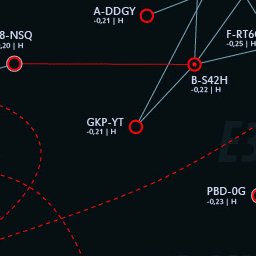 A-DDGY
-0,21 | H
8-NSQ
,20 | H
F-RT6
-0,25 | H
B-S42H
-0,22 | H
GKP-YT
-0,21 | H
PBD-0G
-0,23 | H
E3